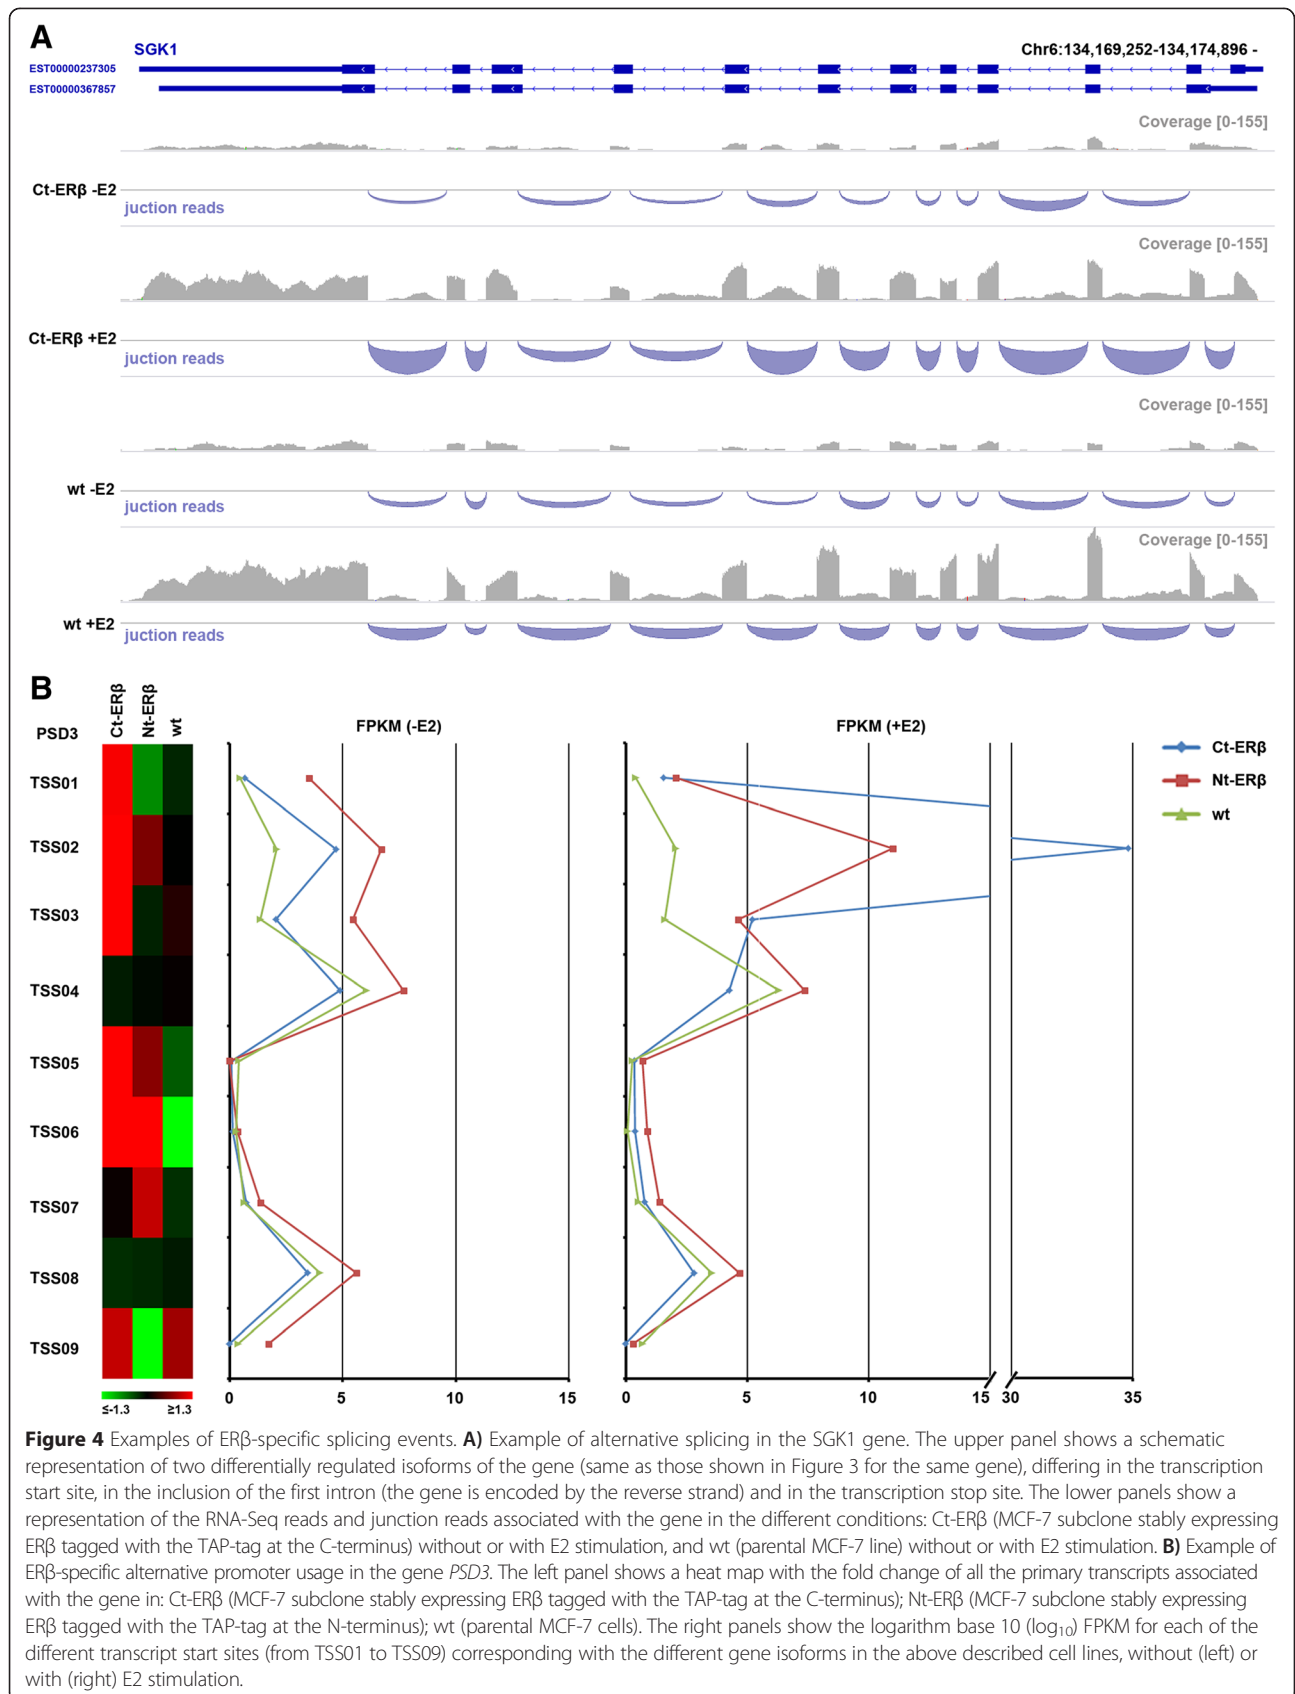 A
SGK1
Chr6:134,169,252-134,174,896 -
EST00000237305
EST00000367857
Coverage [0-155]
Ct-ERβ -E2
juction reads
Coverage [0-155]
Ct-ERβ +E2
juction reads
Coverage [0-155]
wt -E2
juction reads
Coverage [0-155]
wt +E2
juction reads
B
PSD3
Ct-ERβ
Nt-ERβ
wt
FPKM (-E2)
FPKM (+E2)
Ct-ERβ
Nt-ERβ
wt
TSS01
TSS02
TSS03
TSS04
TSS05
TSS06
TSS07
TSS08
TSS09
≤-1.3 ≥1.3
0 5 10 15
0 5 10 15 30 35
Figure 4 Examples of ERβ-specific splicing events. A) Example of alternative splicing in the SGK1 gene. The upper panel shows a schematic
representation of two differentially regulated isoforms of the gene (same as those shown in Figure 3 for the same gene), differing in the transcription
start site, in the inclusion of the first intron (the gene is encoded by the reverse strand) and in the transcription stop site. The lower panels show a
representation of the RNA-Seq reads and junction reads associated with the gene in the different conditions: Ct-ERβ (MCF-7 subclone stably expressing
ERβ tagged with the TAP-tag at the C-terminus) without or with E2 stimulation, and wt (parental MCF-7 line) without or with E2 stimulation. B) Example of
ERβ-specific alternative promoter usage in the gene PSD3. The left panel shows a heat map with the fold change of all the primary transcripts associated
with the gene in: Ct-ERβ (MCF-7 subclone stably expressing ERβ tagged with the TAP-tag at the C-terminus); Nt-ERβ (MCF-7 subclone stably expressing
ERβ tagged with the TAP-tag at the N-terminus); wt (parental MCF-7 cells). The right panels show the logarithm base 10 (log₁₀) FPKM for each of the
different transcript start sites (from TSS01 to TSS09) corresponding with the different gene isoforms in the above described cell lines, without (left) or
with (right) E2 stimulation.